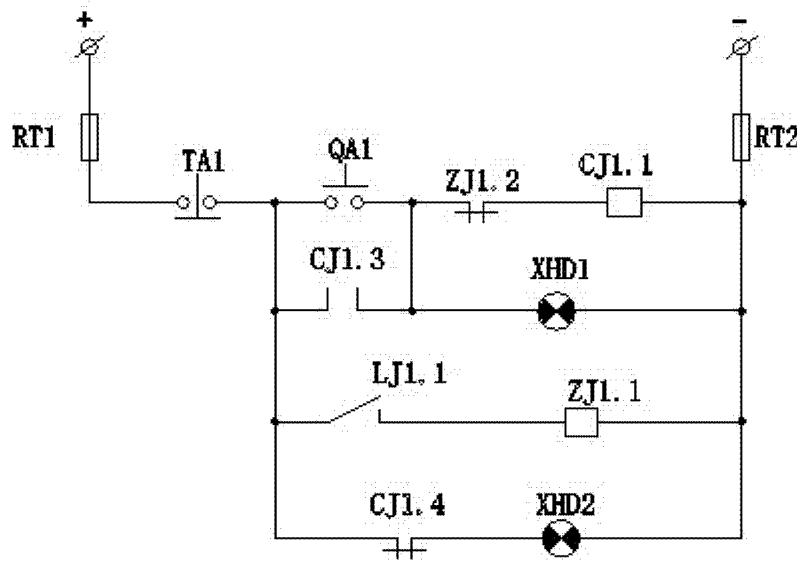 + -
RT1 RT2
TA1 QA1 ZJ1.2 CJ1.1
CJ1.3 XHD1
LJ1.1 ZJ1.1
CJ1.4 XHD2